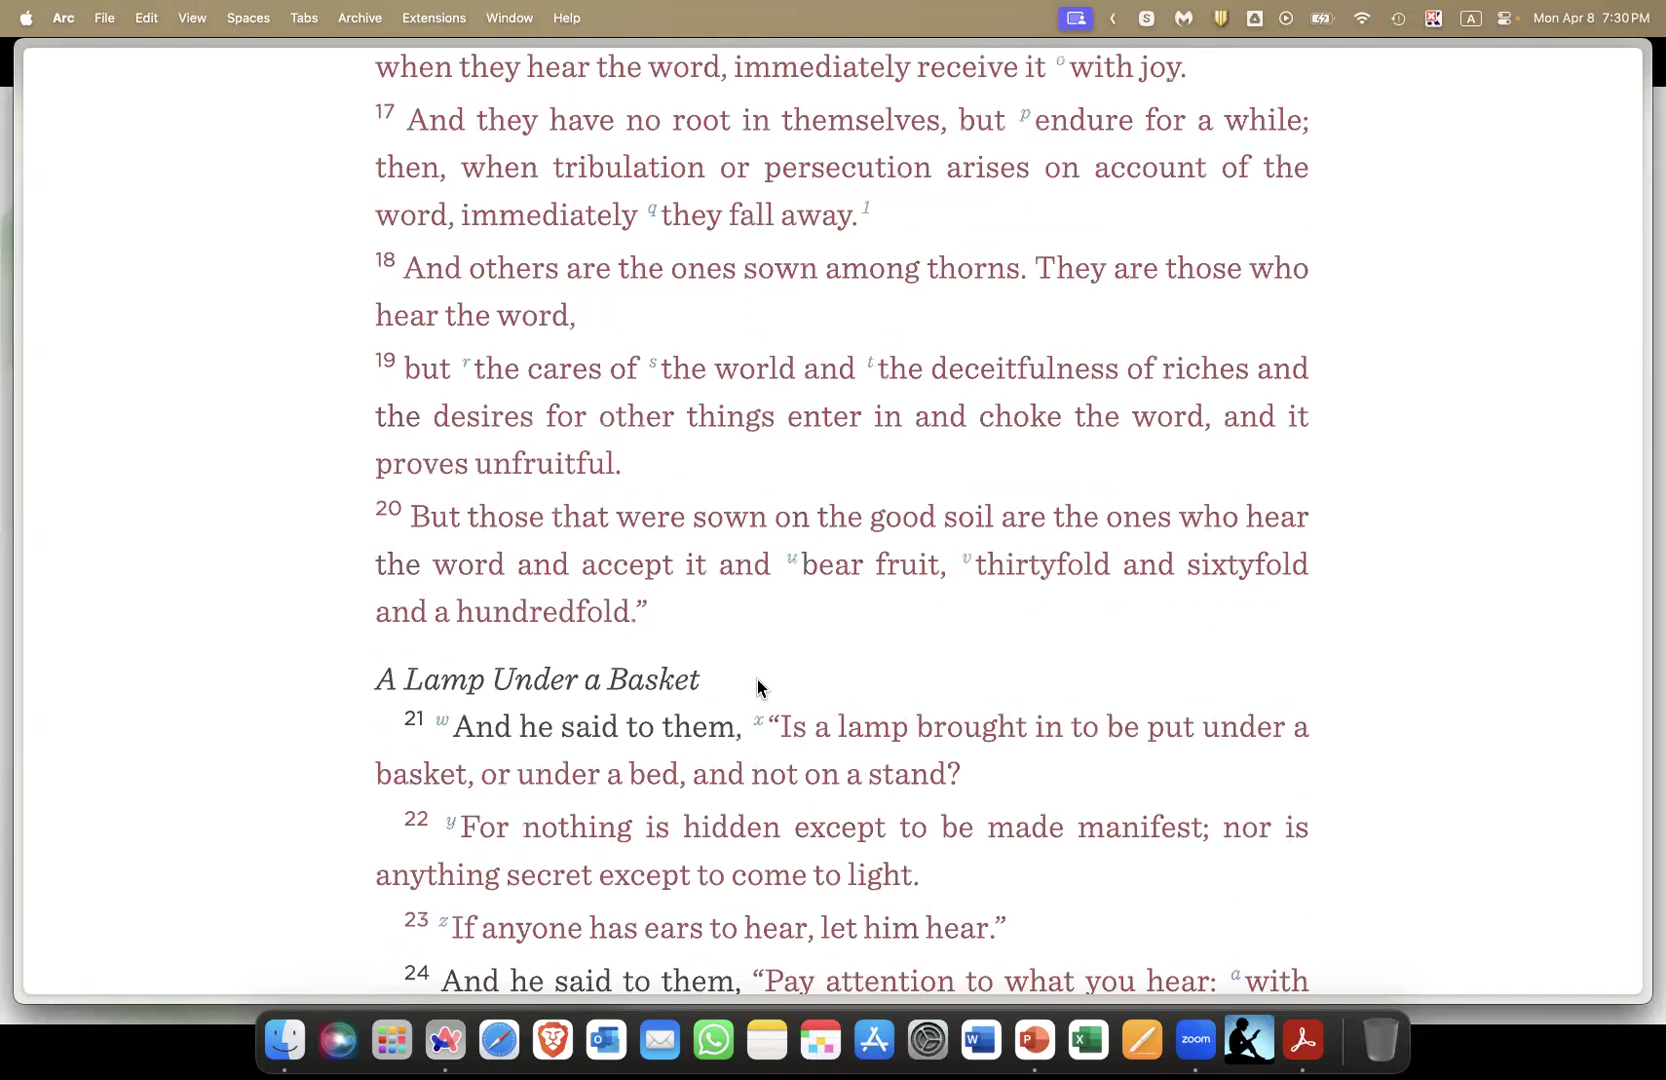 Arc File Edit View Spaces Tabs Archive Extensions Window Help S A Mon Apr 8 7:30 PM
when they hear the word, immediately receive it o with joy.
17 And they have no root in themselves, but p endure for a while;
then, when tribulation or persecution arises on account of the
word, immediately q they fall away. 1
18 And others are the ones sown among thorns. They are those who
hear the word,
19 but r the cares of s the world and t the deceitfulness of riches and
the desires for other things enter in and choke the word, and it
proves unfruitful.
20 But those that were sown on the good soil are the ones who hear
the word and accept it and u bear fruit, v thirtyfold and sixtyfold
and a hundredfold.”
A Lamp Under a Basket
21 w And he said to them, x “Is a lamp brought in to be put under a
basket, or under a bed, and not on a stand?
22 y For nothing is hidden except to be made manifest; nor is
anything secret except to come to light.
23 z If anyone has ears to hear, let him hear.”
24 And he said to them, “Pay attention to what you hear: a with
W P X zoom